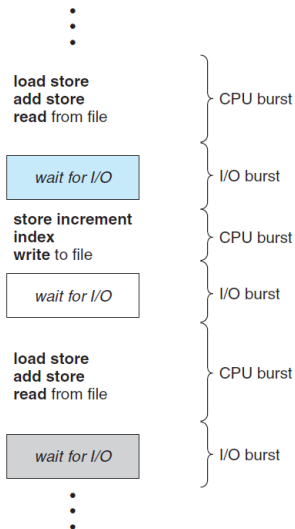 load store
add store
read from file
CPU burst
wait for I/O
I/O burst
store increment
index
write to file
CPU burst
wait for I/O
I/O burst
load store
add store
read from file
CPU burst
wait for I/O
I/O burst